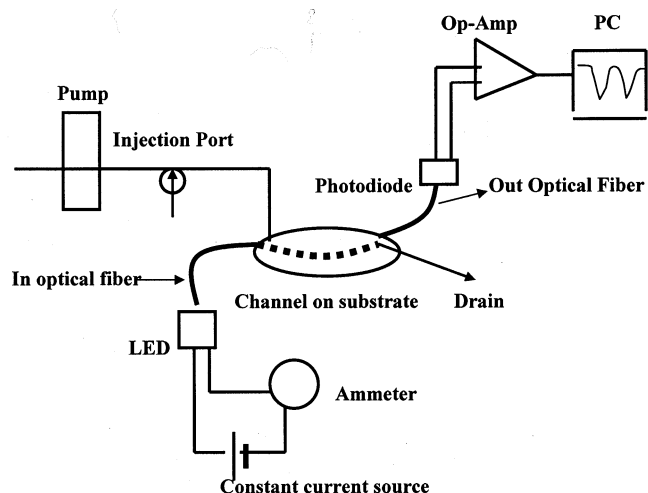 Op-Amp
PC
Pump
Injection Port
Photodiode
Out Optical Fiber
In optical fiber
Channel on substrate
Drain
LED
Ammeter
Constant current source